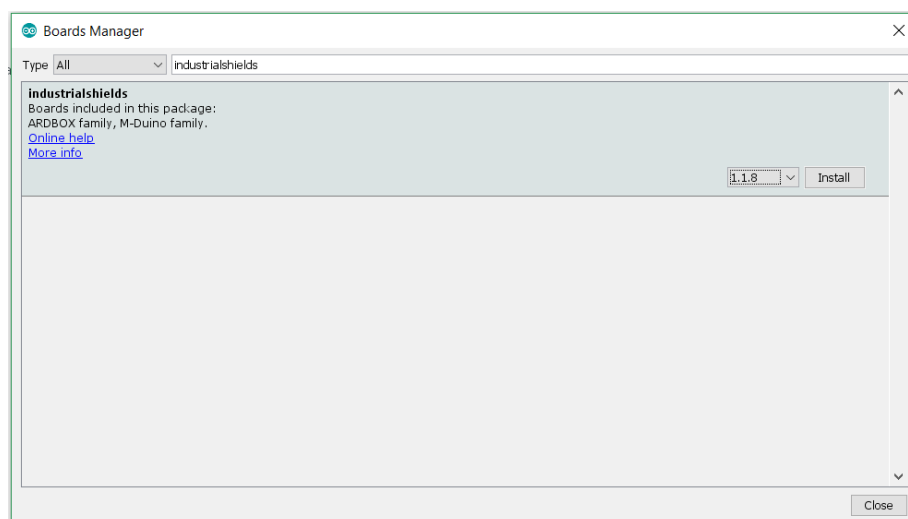 Boards Manager
Type All industrialshields
industrialshields
Boards included in this package:
ARDBOX family, M-Duino family.
Online help
More info
1.1.8 Install
Close